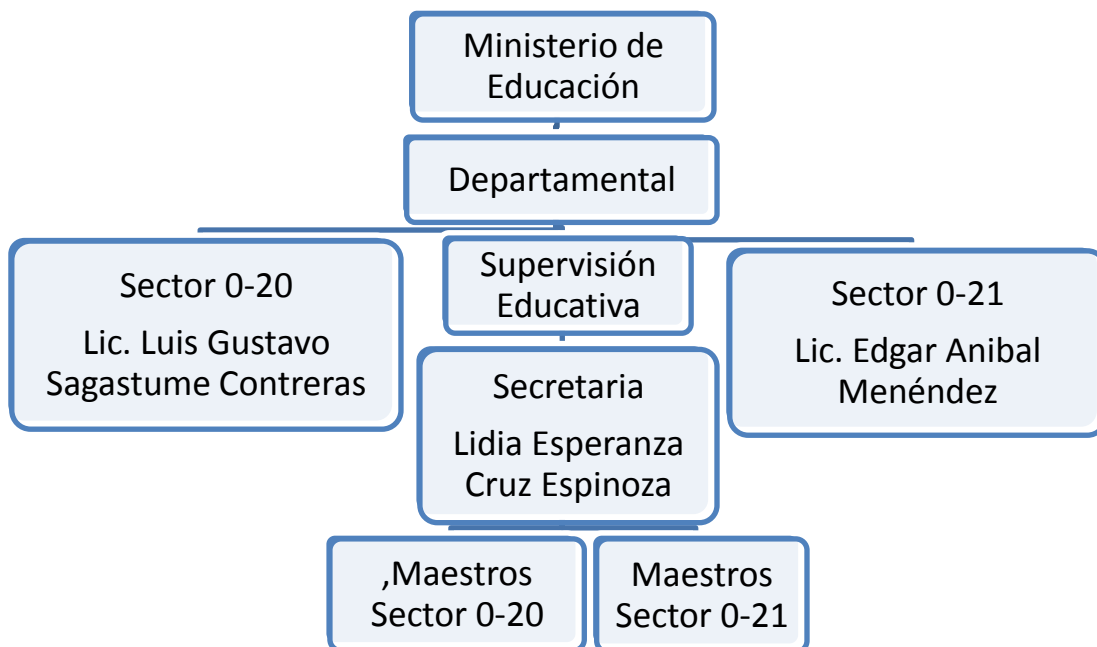 Ministerio de
Educación
Departamental
Sector 0-20
Lic. Luis Gustavo
Sagastume Contreras
Supervisión
Educativa
Sector 0-21
Lic. Edgar Anibal
Menéndez
Secretaria
Lidia Esperanza
Cruz Espinoza
,Maestros
Sector 0-20
Maestros
Sector 0-21